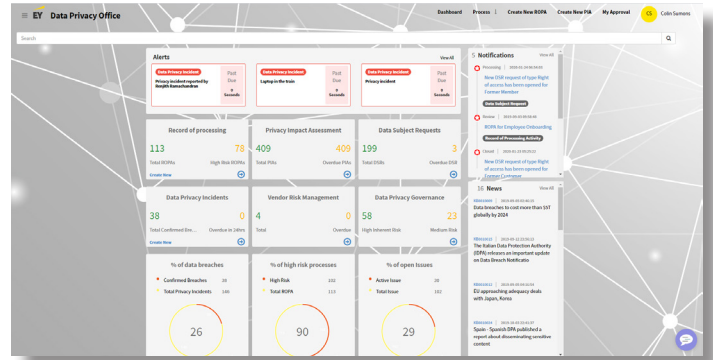 EY Data Privacy Office
Dashboard Process Create New ROPA Create New PIA My Approval CS Colin Sumons
Search
Alerts View All
Data Privacy Incident
Privacy incident reported by
Renjith Ramachandran
Past
Due
0
Seconds
Data Privacy Incident
Laptop in the train
Past
Due
0
Seconds
Data Privacy Incident
Privacy incident
Past
Due
0
Seconds
Record of processing
113 78
Total ROPAs High Risk ROPAs
Create New
Privacy Impact Assessment
409 409
Total PIAs Overdue PIAs
Data Subject Requests
199 3
Total DSRs Overdue DSR
Data Privacy Incidents
38 0
Total Confirmed Bre... Overdue in 24hrs
Create New
Vendor Risk Management
4 0
Total Overdue
Data Privacy Governance
58 23
High Inherent Risk Medium Risk
% of data breaches
Confirmed Breaches 38
Total Privacy Incidents
26
% of high risk processes
High Risk 102
Total ROPA 113
90
% of open Issues
Active Issue 30
Total Issue 102
29
5 Notifications View All
Processing
New DSR request of type Right
of access has been opened for
Former Member
Data Subject Request
Review
ROPA for Employee Onboarding
Record of Processing Activity
Closed
New DSR request of type Right
of access has been opened for
Former Customer
16 News View All
Data breaches to cost more than $5T
globally by 2024
The Italian Data Protection Authority
(IDPA) releases an important update
on Data Breach Notificatio
EU approaching adequacy deals
with Japan, Korea
Spain - Spanish DPA published a
report about disseminating sensitive
content